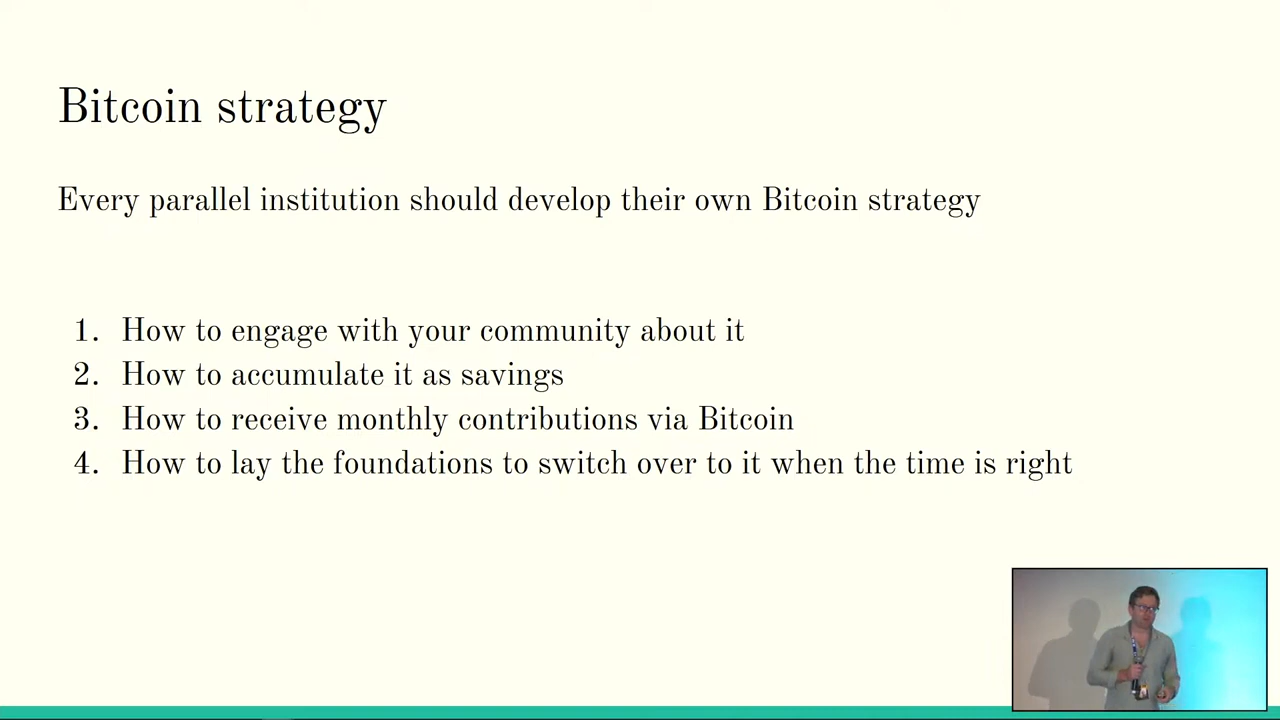 Bitcoin strategy
Every parallel institution should develop their own Bitcoin strategy
1. How to engage with your community about it
2. How to accumulate it as savings
3. How to receive monthly contributions via Bitcoin
4. How to lay the foundations to switch over to it when the time is right